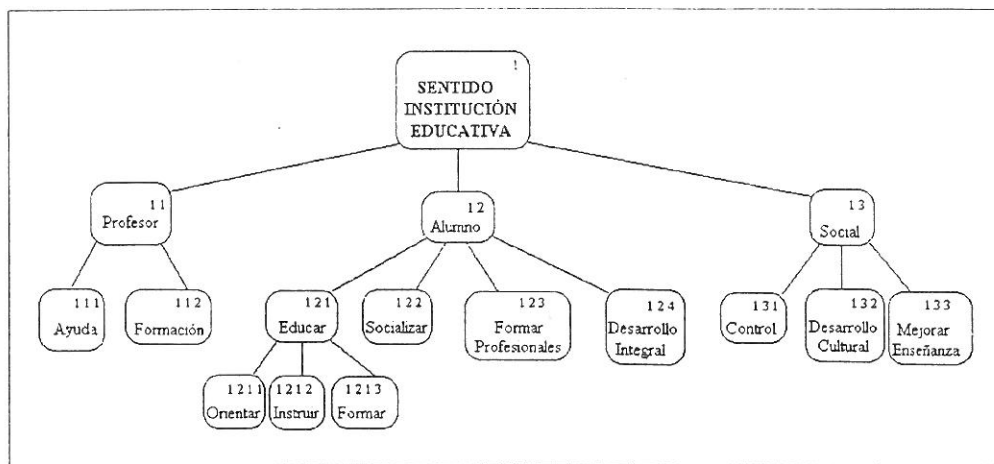 1
SENTIDO
INSTITUCIÓN
EDUCATIVA
11
Profesor
12
Alumno
13
Social
111
Ayuda
112
Formación
121
Educar
122
Socializar
123
Formar
Profesionales
124
Desarrollo
Integral
131
Control
132
Desarrollo
Cultural
133
Mejorar
Enseñanza
1211
Orientar
1212
Instruir
1213
Formar